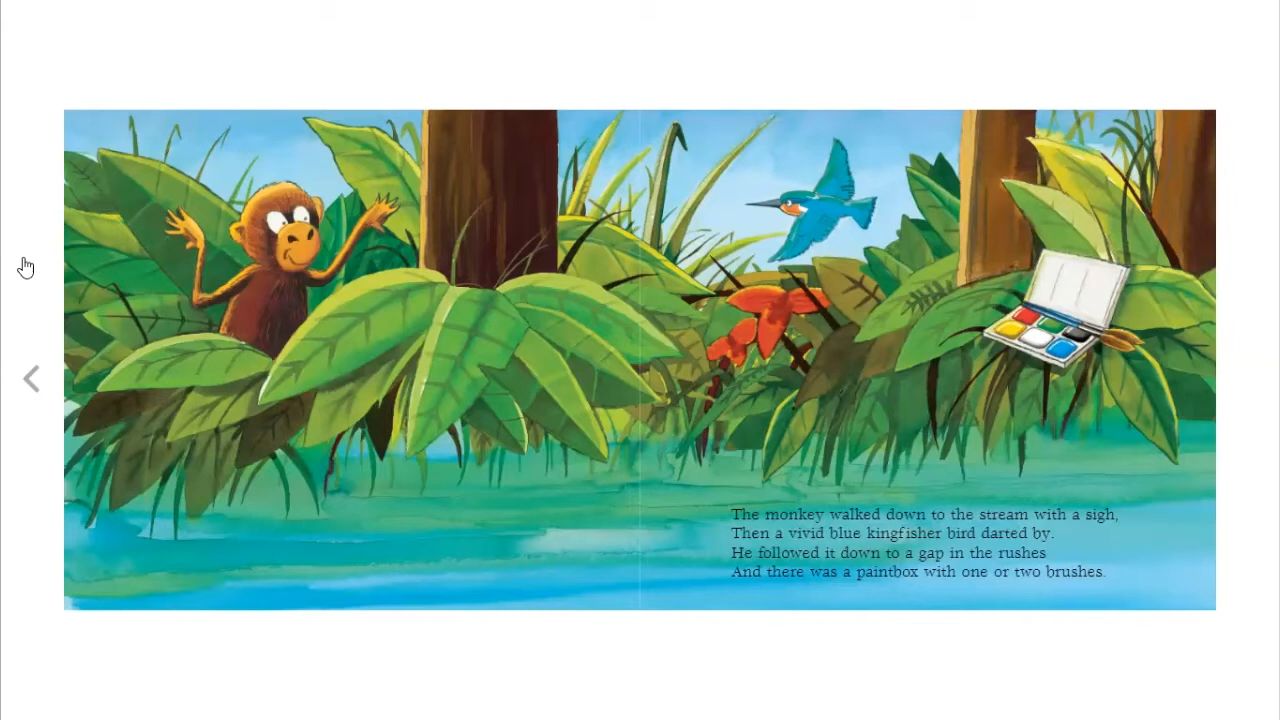 The monkey walked down to the stream with a sigh,
Then a vivid blue kingfisher bird darted by.
He followed it down to a gap in the rushes
And there was a paintbox with one or two brushes.